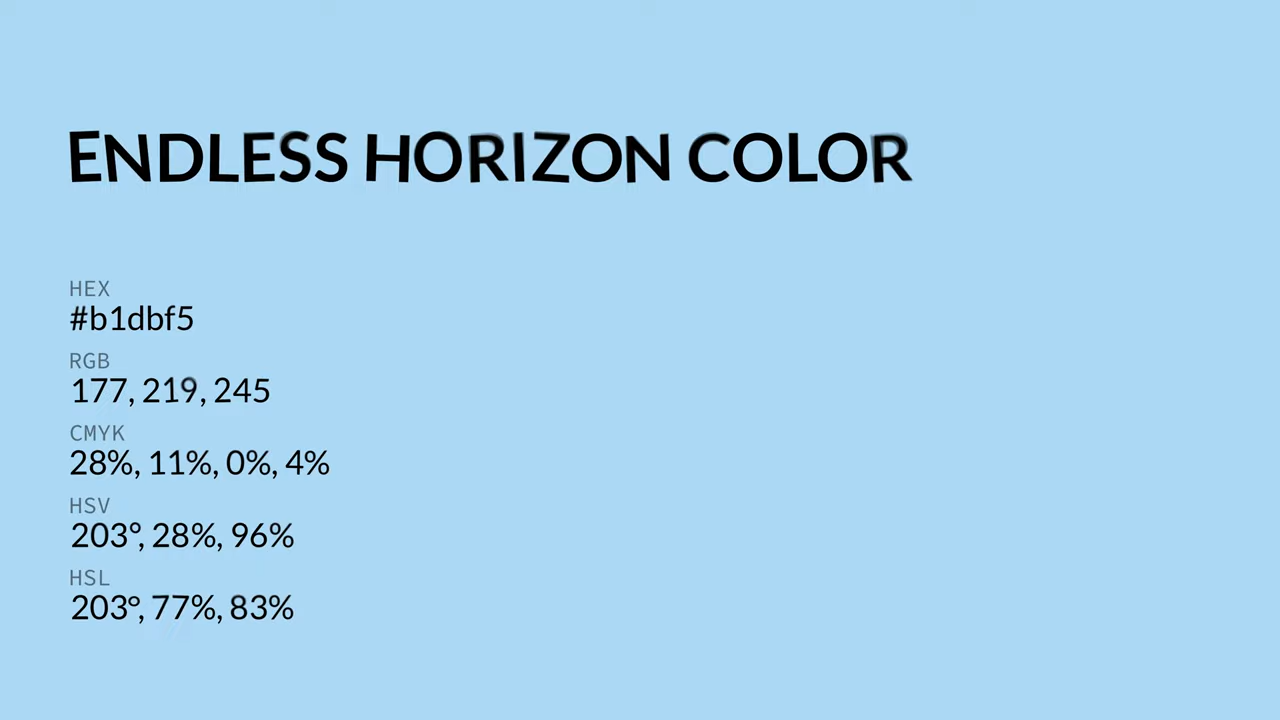 ENDLESS HORIZON COLOR
HEX
#b1dbf5
RGB
177, 219, 245
CMYK
28%, 11%, 0%, 4%
HSV
203°, 28%, 96%
HSL
203°, 77%, 83%